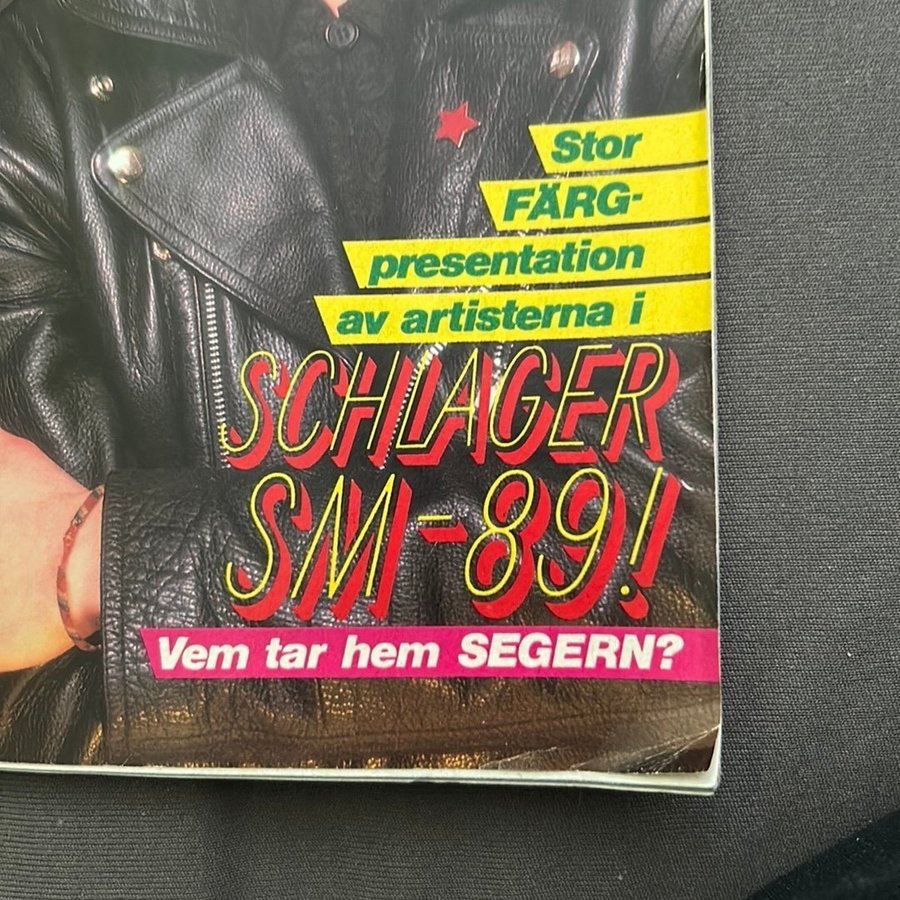 Stor
FÄRG-
presentation
av artisterna i
SCHLAGER
SM-89!
Vem tar hem SEGERN?